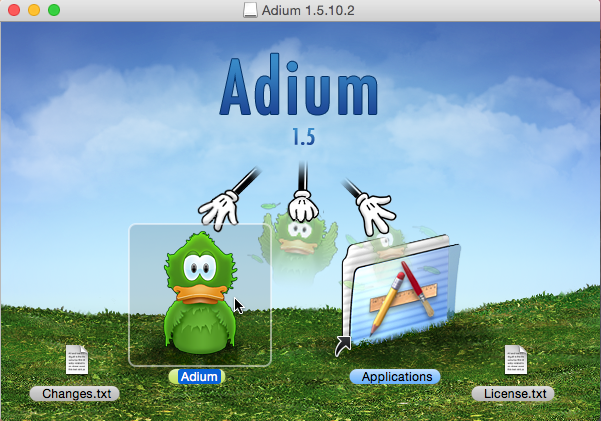 Adium 1.5.10.2
Adium
1.5
Adium
Applications
Changes.txt
License.txt